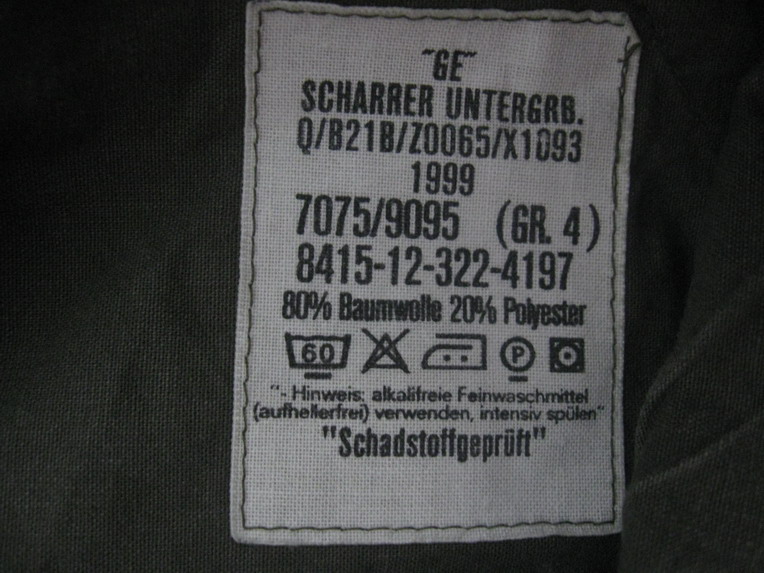 "GE"
SCHARRER UNTERGRB.
Q/B21B/Z0065/X1093
1999
7075/9095 (GR. 4)
8415-12-322-4197
80% Baumwolle 20% Polyester
60 P
"- Hinweis: alkalifreie Feinwaschmittel
(aufhellerfrei) verwenden, intensiv spülen"
"Schadstoffgeprüft"